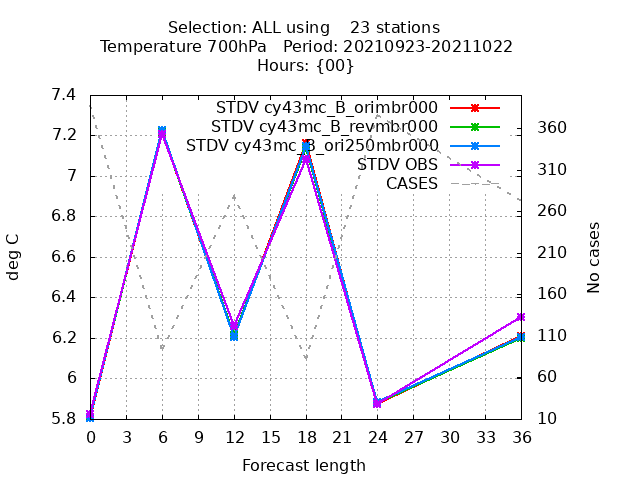 Selection: ALL using 23 stations
Temperature 700hPa Period: 20210923-20211022
Hours: {00}
7.4
7.2
7
6.8
6.6
6.4
6.2
6
5.8
deg C
STDV cy43mc_B_orimbr000
STDV cy43mc_B_revmbr000
STDV cy43mc_B_ori250mbr000
STDV OBS
CASES
360
310
260
210
160
110
60
10
No cases
0 3 6 9 12 15 18 21 24 27 30 33 36
Forecast length